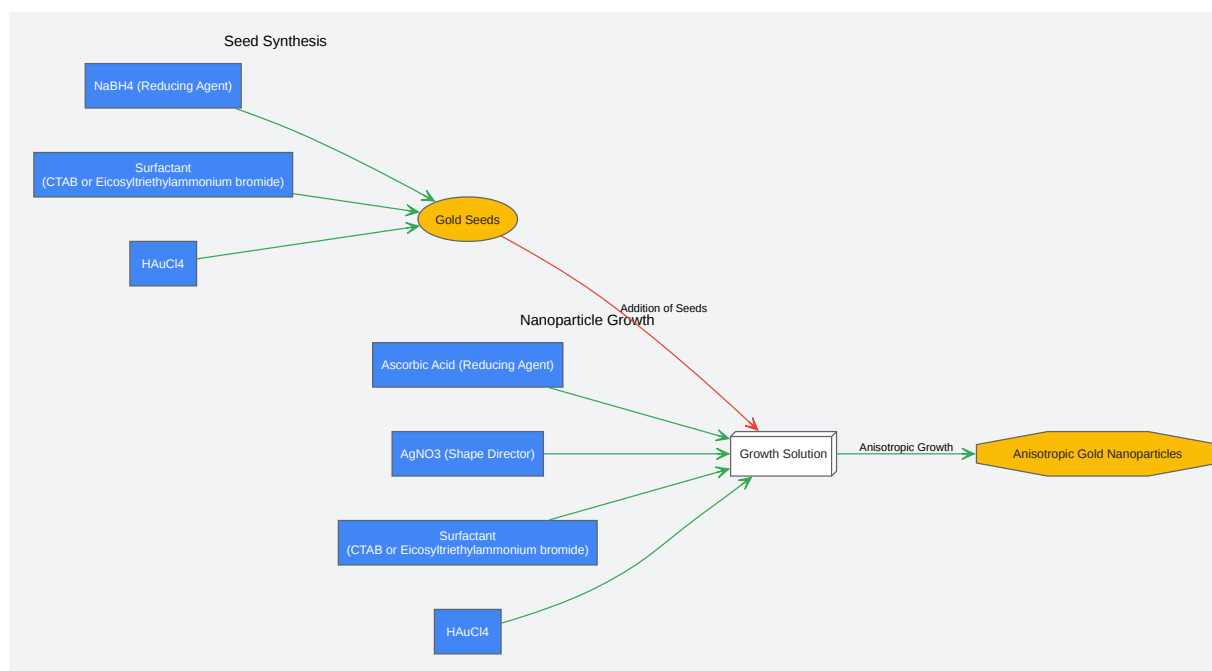 Seed Synthesis
NaBH4 (Reducing Agent)
Surfactant
(CTAB or Eicosyltriethylammonium bromide)
HAuCl4
Gold Seeds
Addition of Seeds
Nanoparticle Growth
Ascorbic Acid (Reducing Agent)
AgNO3 (Shape Director)
Surfactant
(CTAB or Eicosyltriethylammonium bromide)
HAuCl4
Growth Solution
Anisotropic Growth
Anisotropic Gold Nanoparticles